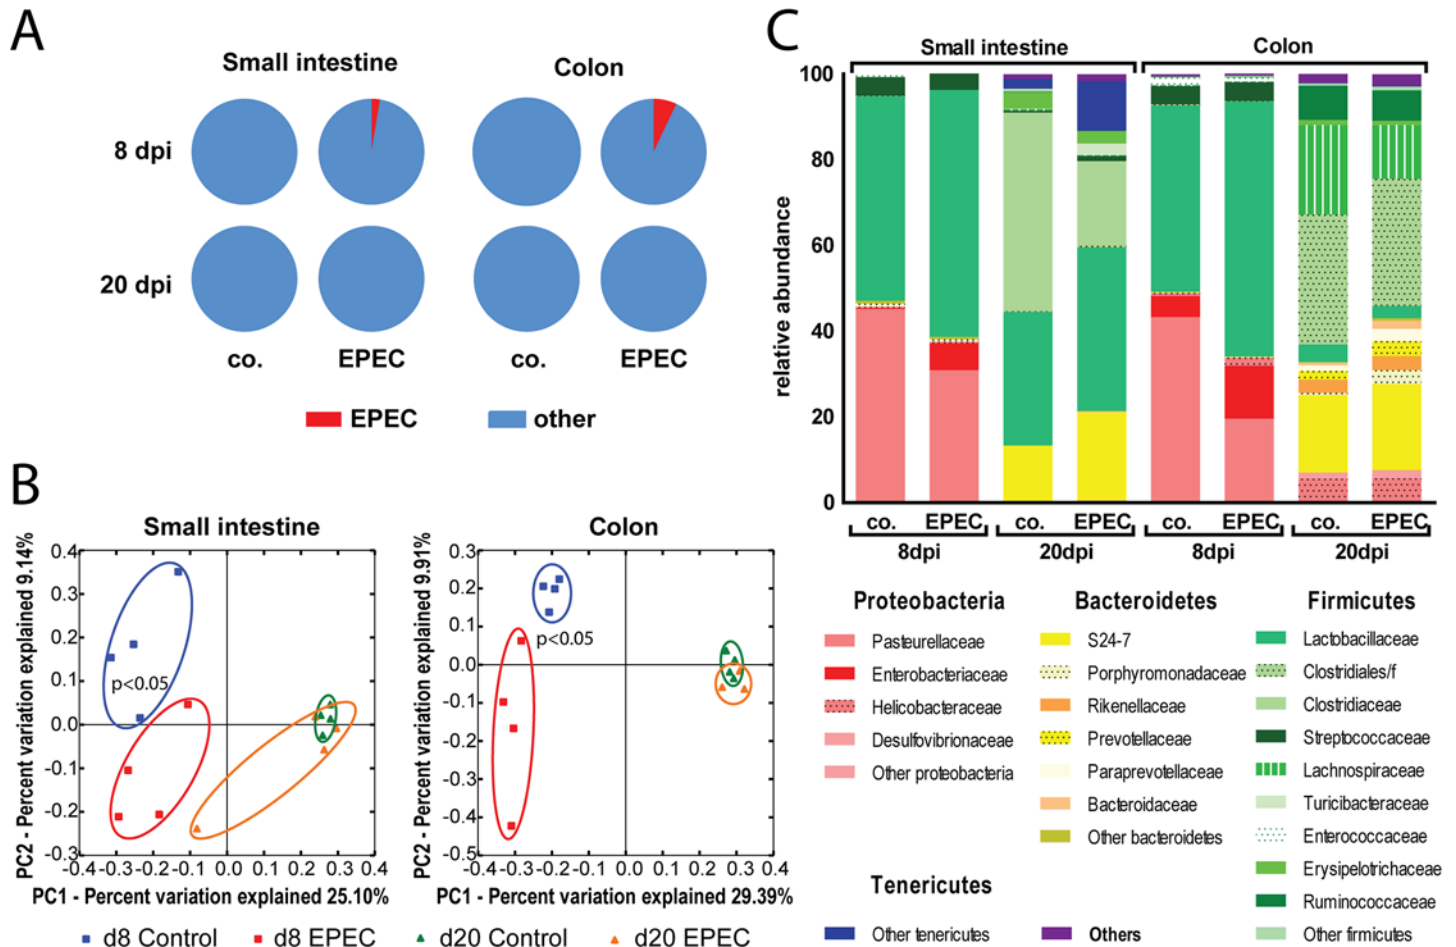 A
Small intestine
Colon
8 dpi
20 dpi
co.
EPEC
co.
EPEC
EPEC
other
B
Small intestine
PC2 - Percent variation explained 9.14%
0.4
0.3
0.2
0.1
0.0
-0.1
-0.2
-0.3
p<0.05
-0.4
-0.3
-0.2
-0.1
0.0
0.1
0.2
0.3
0.4
PC1 - Percent variation explained 25.10%
Colon
PC2 - Percent variation explained 9.91%
0.3
0.2
0.1
0.0
-0.1
-0.2
-0.3
-0.4
-0.5
p<0.05
-0.4
-0.3
-0.2
-0.1
0.0
0.1
0.2
0.3
0.4
PC1 - Percent variation explained 29.39%
d8 Control
d8 EPEC
d20 Control
d20 EPEC
C
Small intestine
Colon
relative abundance
100
80
60
40
20
0
co.
EPEC
co.
EPEC
co.
EPEC
co.
EPEC
8dpi
20dpi
8dpi
20dpi
Proteobacteria
Pasteurellaceae
Enterobacteriaceae
Helicobacteraceae
Desulfovibrionaceae
Other proteobacteria
Bacteroidetes
S24-7
Porphyromonadaceae
Rikenellaceae
Prevotellaceae
Paraprevotellaceae
Bacteroidaceae
Other bacteroidetes
Firmicutes
Lactobacillaceae
Clostridiales/f
Clostridiaceae
Streptococcaceae
Lachnospiraceae
Turicibacteraceae
Enterococcaceae
Erysipelotrichaceae
Ruminococcaceae
Other firmicutes
Tenericutes
Other tenericutes
Others